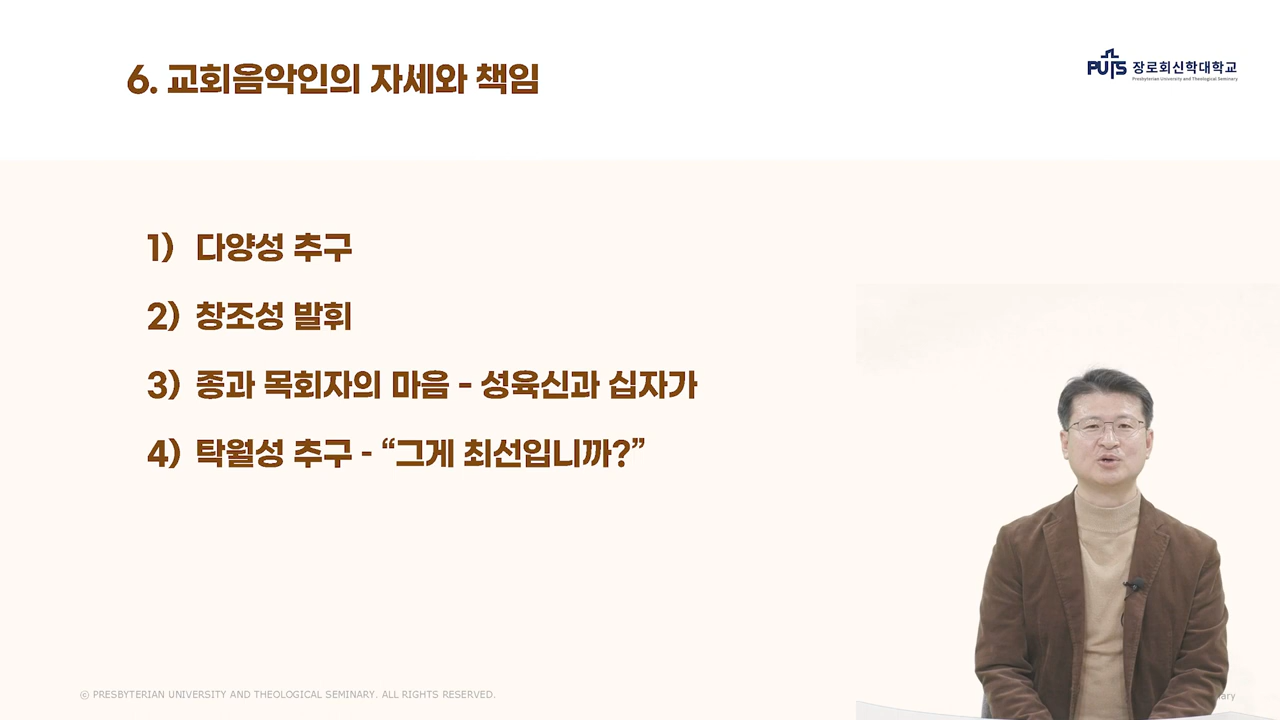 6. 교회음악인의 자세와 책임
PUTS 장로회신학대학교
Presbyterian University and Theological Seminary
1) 다양성 추구
2) 창조성 발휘
3) 종과 목회자의 마음 - 성육신과 십자가
4) 탁월성 추구 - “그게 최선입니까?”
ⓒ PRESBYTERIAN UNIVERSITY AND THEOLOGICAL SEMINARY. ALL RIGHTS RESERVED.